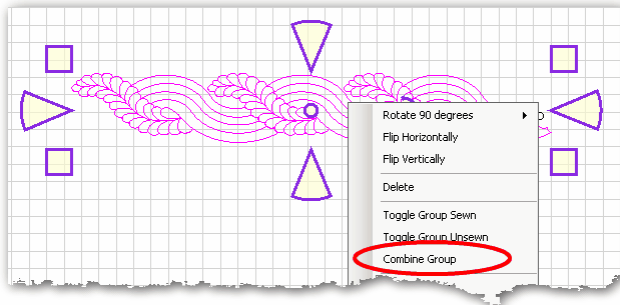 Rotate 90 degrees
Flip Horizontally
Flip Vertically
Delete
Toggle Group Sewn
Toggle Group Unsewn
Combine Group